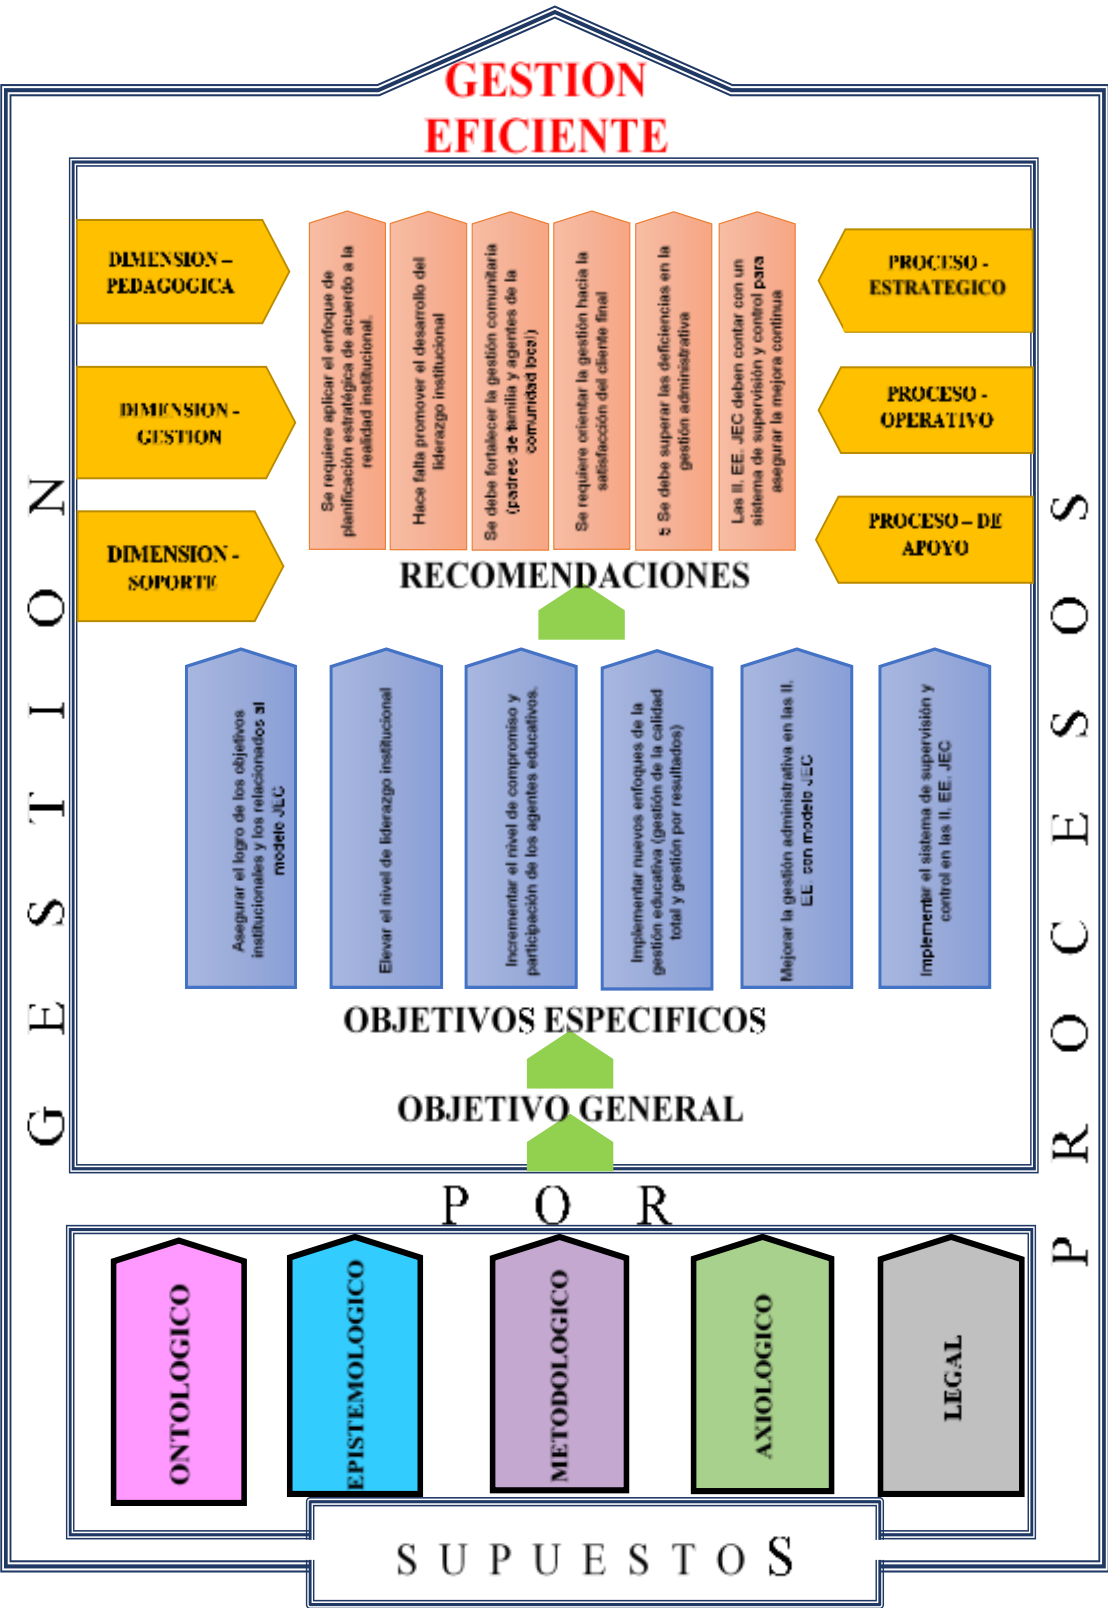 GESTION
EFICIENTE
DIMENSION –
PEDAGOGICA
DIMENSION -
GESTION
DIMENSION -
SOPORTE
Se requiere aplicar el enfoque de
planificación estratégica de acuerdo a la
realidad institucional.
Hace falta promover el desarrollo del
liderazgo institucional
Se debe fortalecer la gestión comunitaria
(padres de familia y agentes de la
comunidad local)
Se requiere orientar la gestión hacia la
satisfacción del cliente final
5 Se debe superar las deficiencias en la
gestión administrativa
Las II. EE. JEC deben contar con un
sistema de supervisión y control para
asegurar la mejora continua
PROCESO -
ESTRATEGICO
PROCESO -
OPERATIVO
PROCESO – DE
APOYO
RECOMENDACIONES
Asegurar el logro de los objetivos
institucionales y los relacionados al
modelo JEC
Elevar el nivel de liderazgo institucional
Incrementar el nivel de compromiso y
participación de los agentes educativos.
Implementar nuevos enfoques de la
gestión educativa (gestión de la calidad
total y gestión por resultados)
Mejorar la gestión administrativa en las II.
EE. con modelo JEC
Implementar el sistema de supervisión y
control en las II. EE. JEC
OBJETIVOS ESPECIFICOS
OBJETIVO GENERAL
G E S T I O N
P O R
P R O C E S O S
ONTOLOGICO
EPISTEMOLOGICO
METODOLOGICO
AXIOLOGICO
LEGAL
S U P U E S T O S